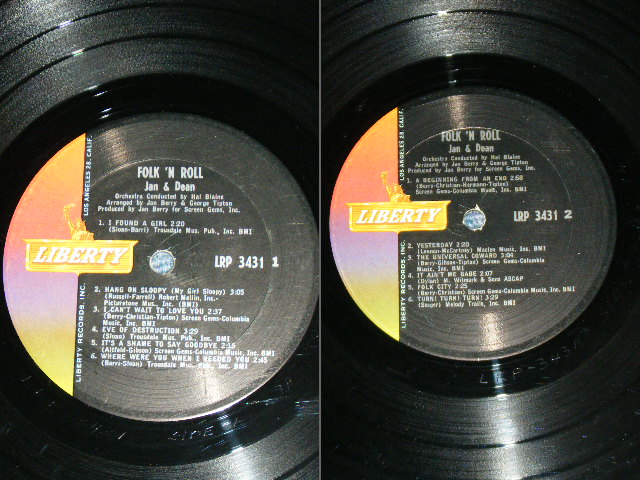 FOLK 'N ROLL
Jan & Dean
Orchestra Conducted by Hal Blaine
Arranged by Jan Berry & George Tipton
Produced by Jan Berry for Screen Gems, Inc.
1. I FOUND A GIRL 2:20
(Sloan-Barri) Trousdale Mus. Pub., Inc. BMI
LIBERTY
LRP 3431 1
2. HANG ON SLOOPY (My Girl Sloopy) 3:05
(Russell-Farrell) Robert Mellin, Inc.-
Picturetone Mus., Inc. (BMI)
3. I CAN'T WAIT TO LOVE YOU 2:37
(Berry-Christian-Tipton) Screen Gems-Columbia
Music, Inc. BMI
4. EVE OF DESTRUCTION 3:29
(Sloan) Trousdale Mus. Pub., Inc. BMI
5. IT'S A SHAME TO SAY GOODBYE 2:15
(Altfeld-Gibson) Screen Gems-Columbia Mus., Inc. BMI
6. WHERE WERE YOU WHEN I NEEDED YOU 2:45
(Barri-Sloan) Trousdale Mus. Pub., Inc. BMI
LIBERTY RECORDS, INC.
LOS ANGELES 28, CALIF.
SIDE
FOLK 'N ROLL
Jan & Dean
Orchestra Conducted by Hal Blaine
Arranged by Jan Berry & George Tipton
Produced by Jan Berry for Screen Gems, Inc.
1. A BEGINNING FROM AN END 2:58
(Berry-Christian-Hermann-Tipton)
Screen Gems-Columbia Music, Inc. BMI
LIBERTY
LRP 3431 2
2. YESTERDAY 2:20
(Lennon-McCartney) Maclen Music, Inc. BMI
3. THE UNIVERSAL COWARD 3:04
(Berry-Gibson-Tipton) Screen Gems-Columbia
Music, Inc. BMI
4. IT AIN'T ME BABE 2:07
(Dylan) M. Witmark & Sons ASCAP
5. FOLK CITY 2:25
(Berry-Christian) Screen Gems-Columbia Music, Inc. BMI
6. TURN! TURN! TURN! 3:29
(Seeger) Melody Trails, Inc. BMI
LIBERTY RECORDS, INC.
LOS ANGELES 28, CALIF.